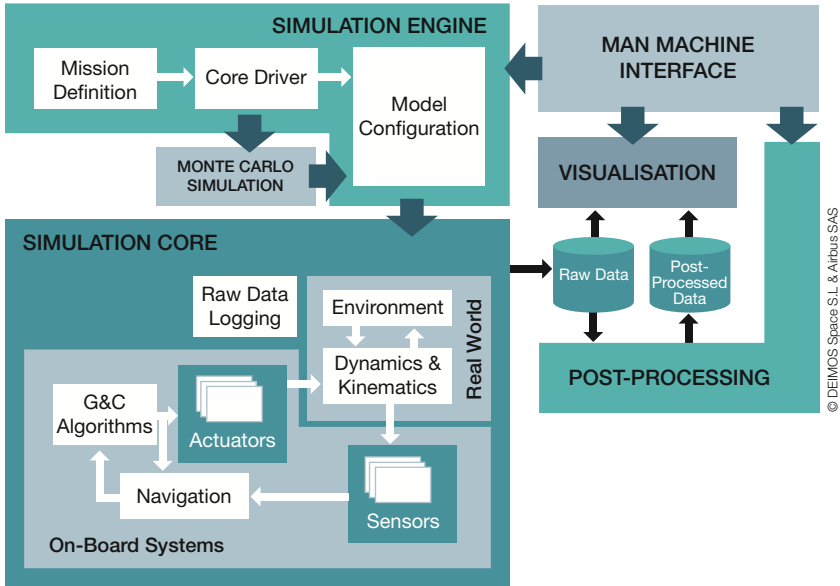 SIMULATION ENGINE
Mission
Definition
Core Driver
Model
Configuration
MONTE CARLO
SIMULATION
MAN MACHINE
INTERFACE
VISUALISATION
Raw Data
Post-
Processed
Data
POST-PROCESSING
SIMULATION CORE
Raw Data
Logging
Environment
Dynamics &
Kinematics
Real World
G&C
Algorithms
Actuators
Navigation
Sensors
On-Board Systems
© DEIMOS Space S.L & Airbus SAS